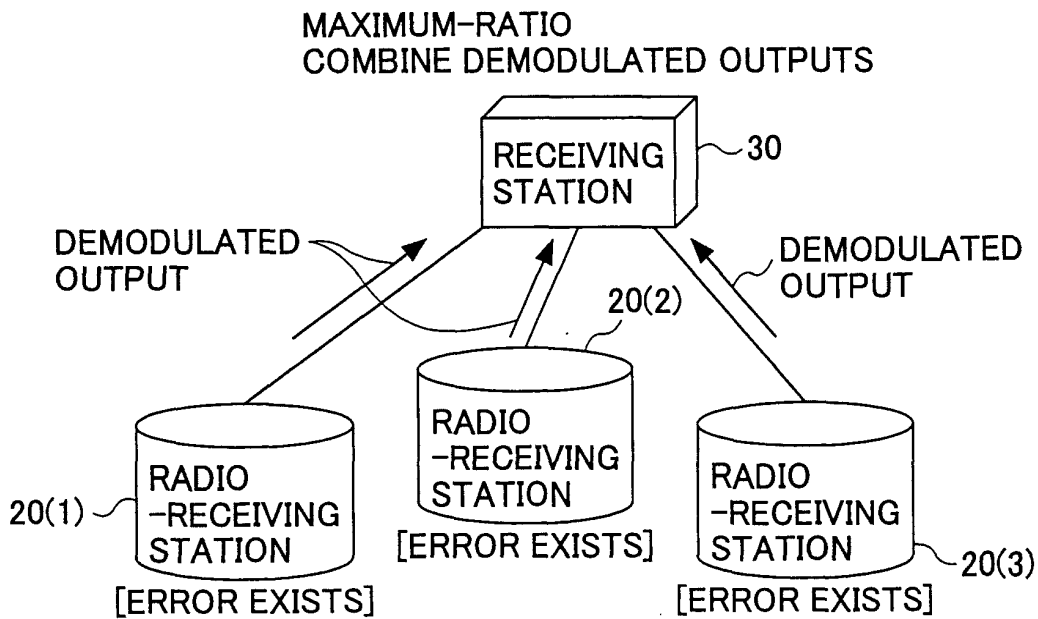 MAXIMUM-RATIO
COMBINE DEMODULATED OUTPUTS
RECEIVING
STATION
30
DEMODULATED
OUTPUT
DEMODULATED
OUTPUT
20(2)
RADIO
-RECEIVING
STATION
[ERROR EXISTS]
20(1)
RADIO
-RECEIVING
STATION
[ERROR EXISTS]
RADIO
-RECEIVING
STATION
20(3)
[ERROR EXISTS]